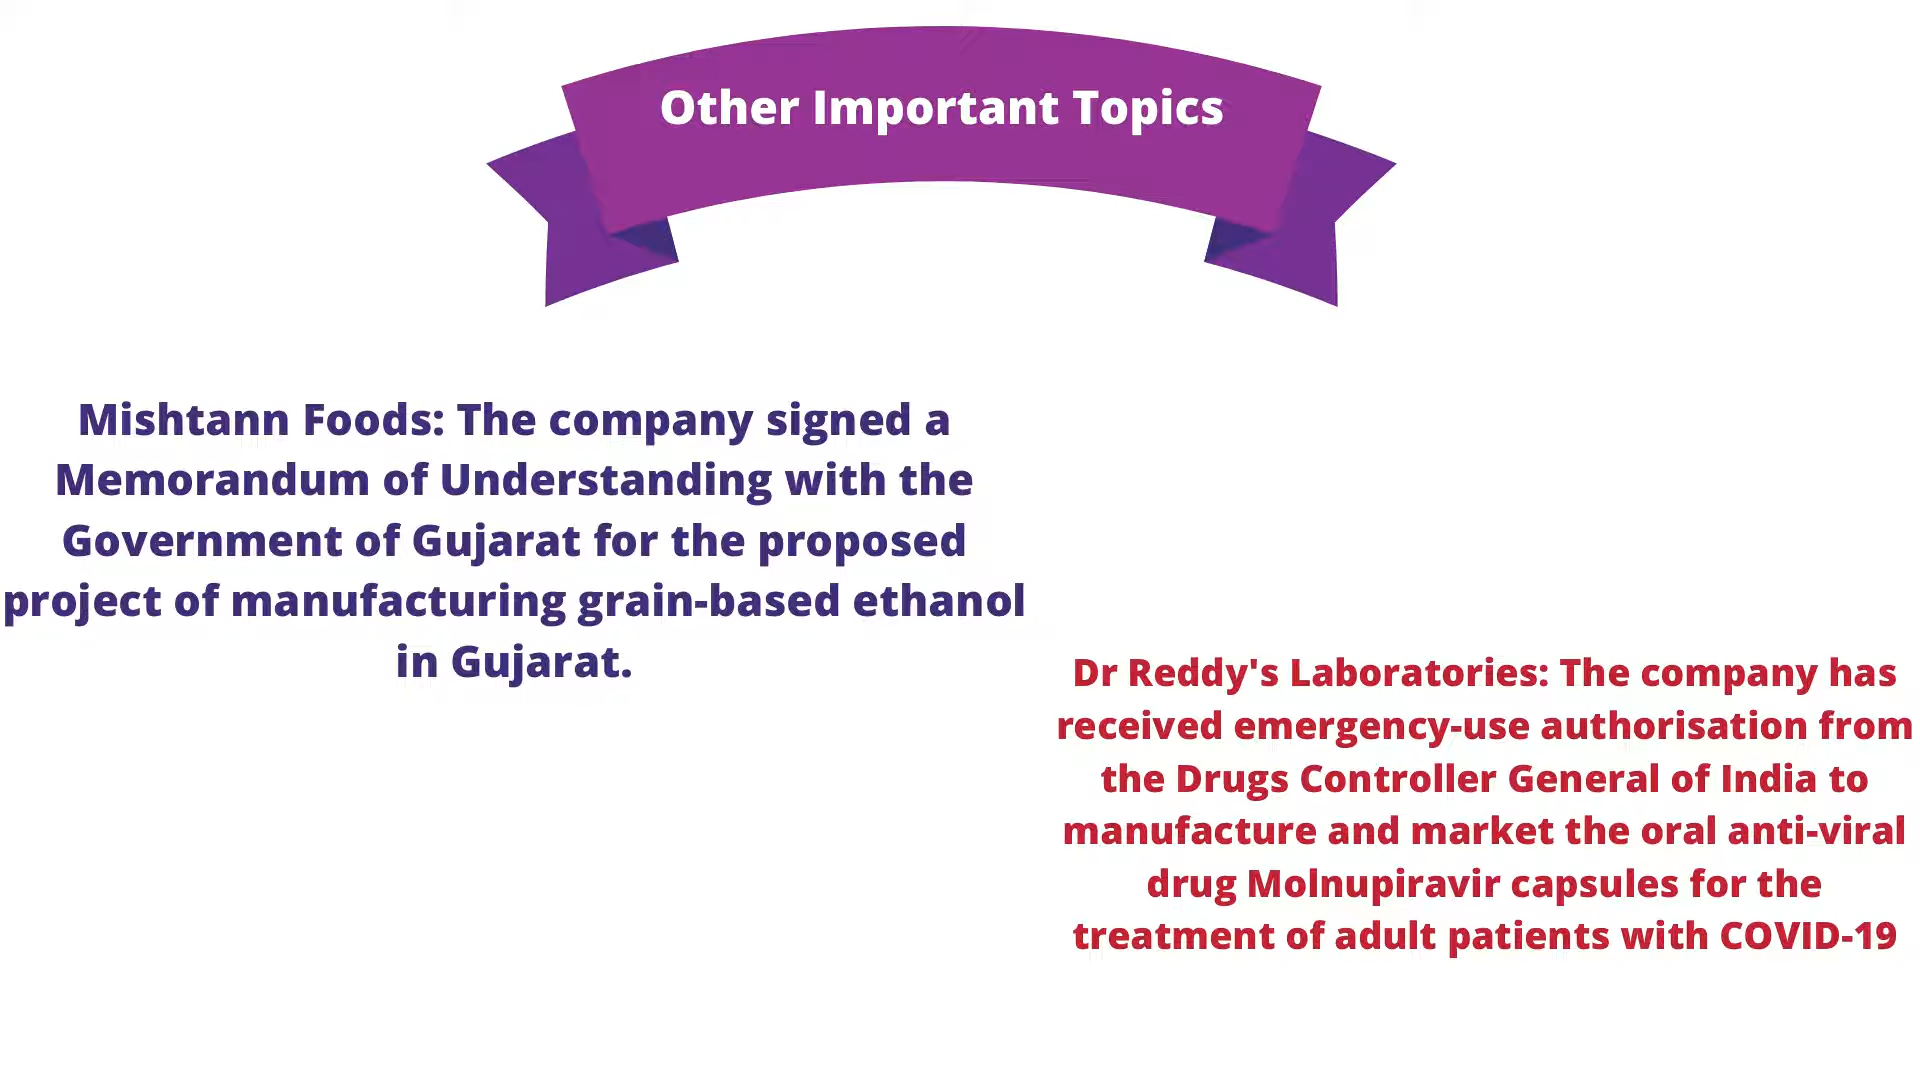 Other Important Topics
Mishtann Foods: The company signed a
Memorandum of Understanding with the
Government of Gujarat for the proposed
project of manufacturing grain-based ethanol
in Gujarat.
Dr Reddy's Laboratories: The company has
received emergency-use authorisation from
the Drugs Controller General of India to
manufacture and market the oral anti-viral
drug Molnupiravir capsules for the
treatment of adult patients with COVID-19